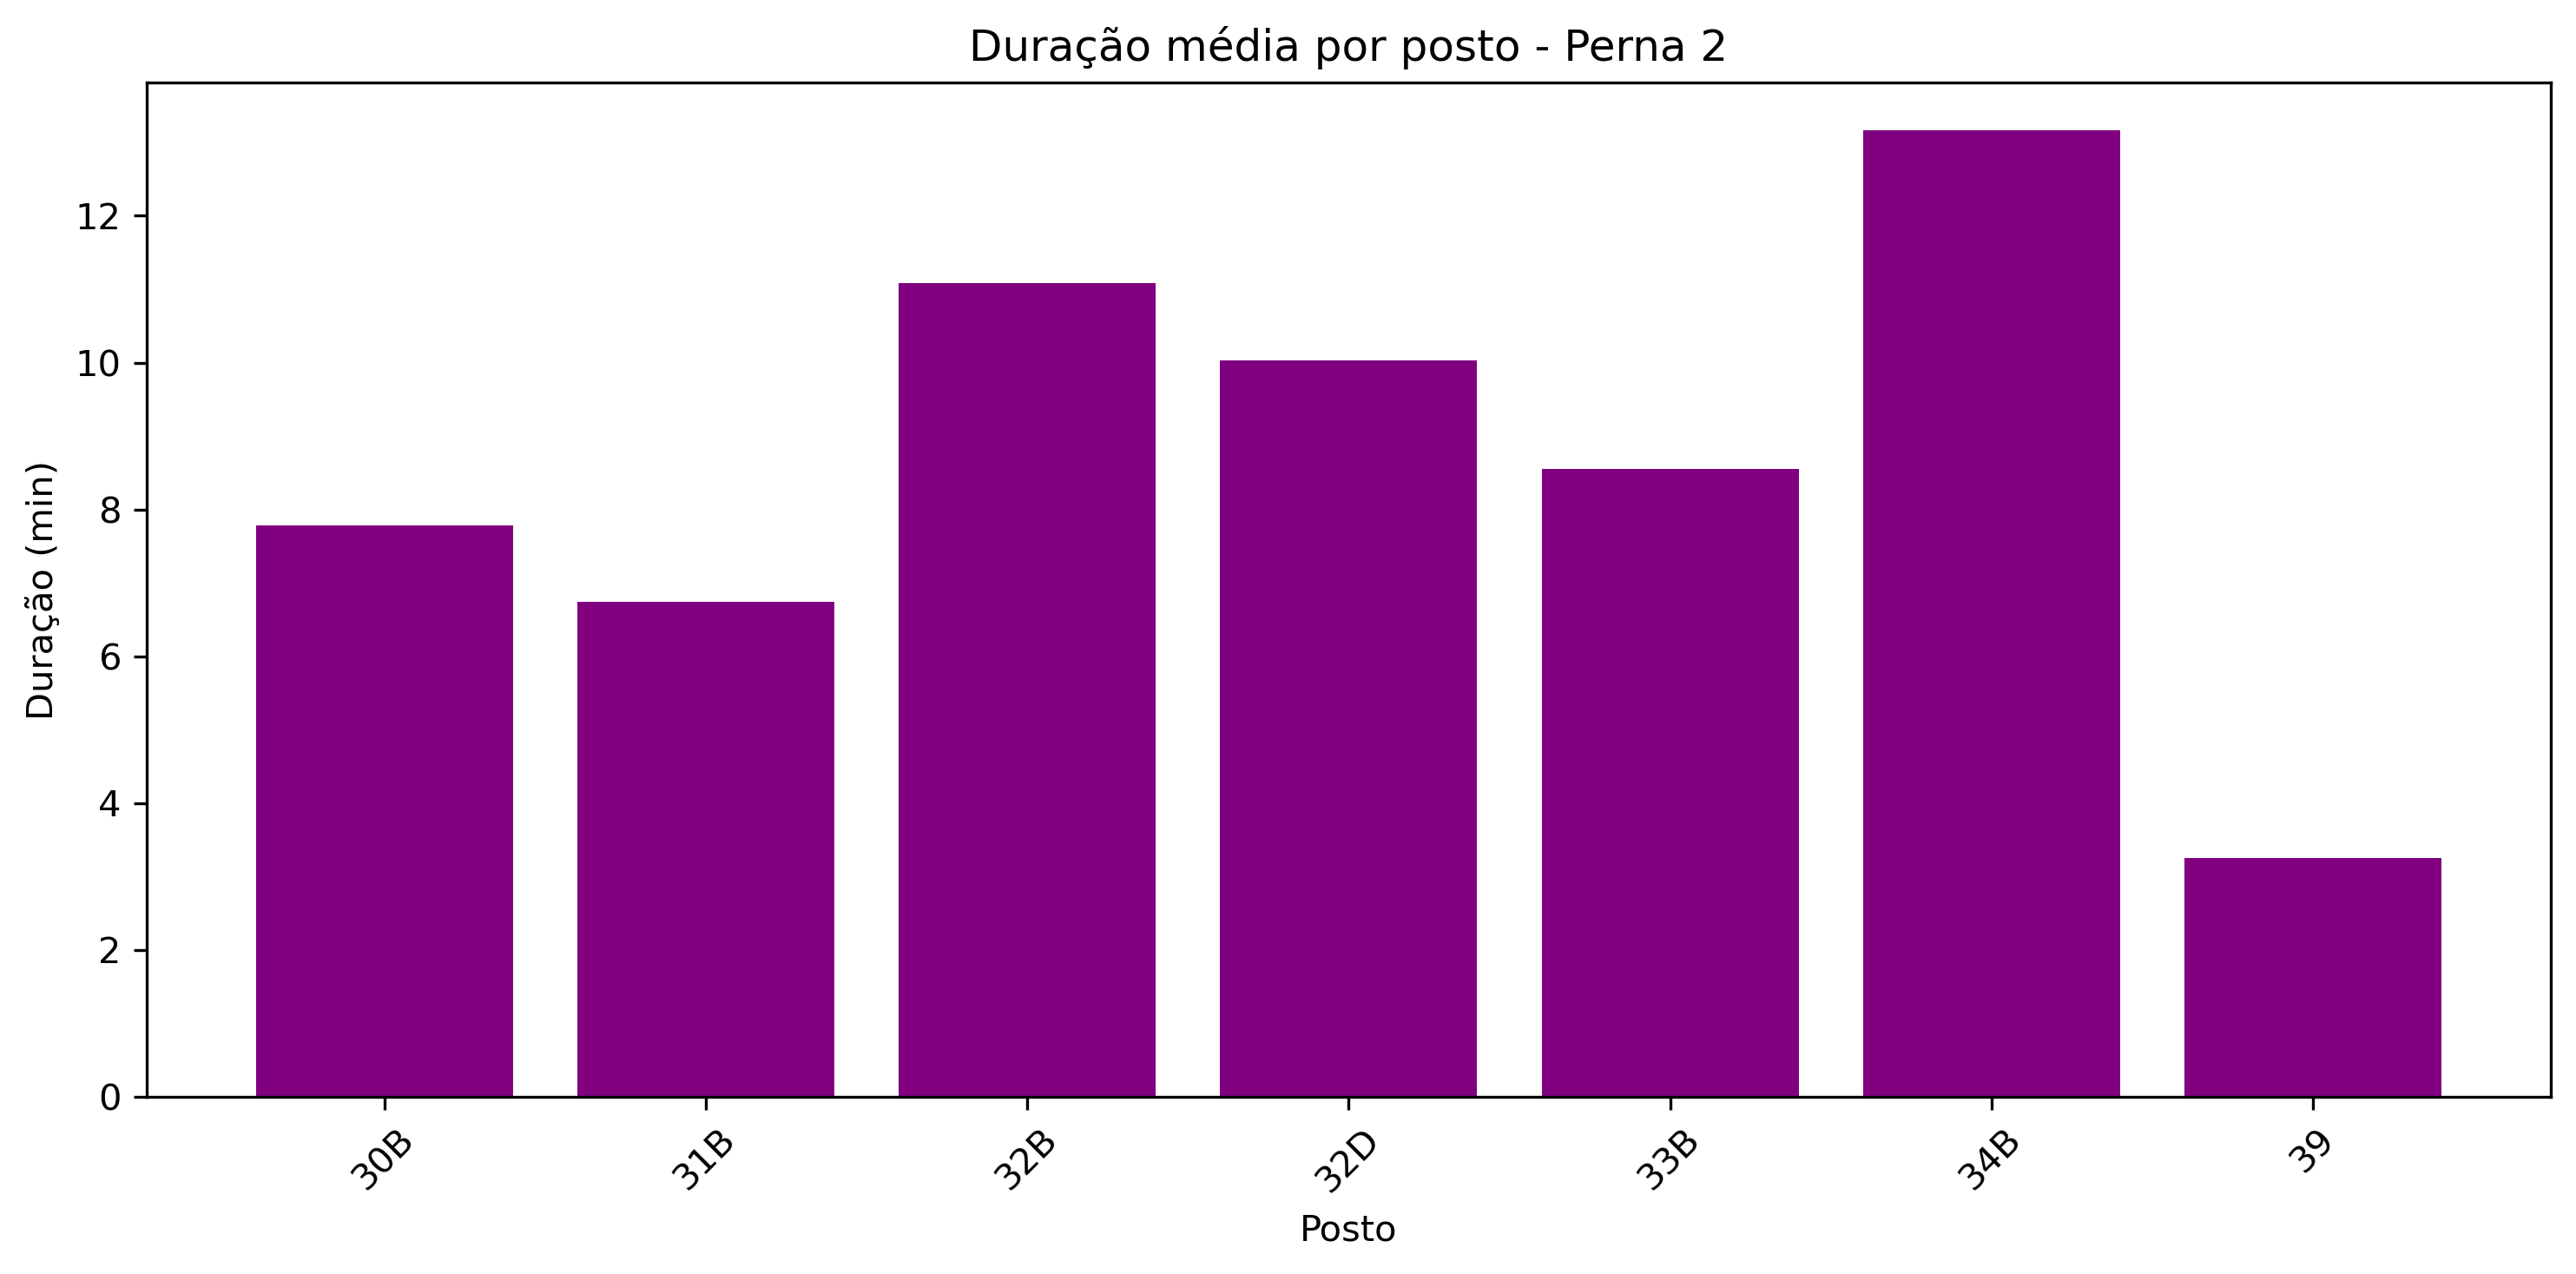 Duração média por posto - Perna 2
Duração (min)
12
10
8
6
4
2
0
30B
31B
32B
32D
33B
34B
39
Posto